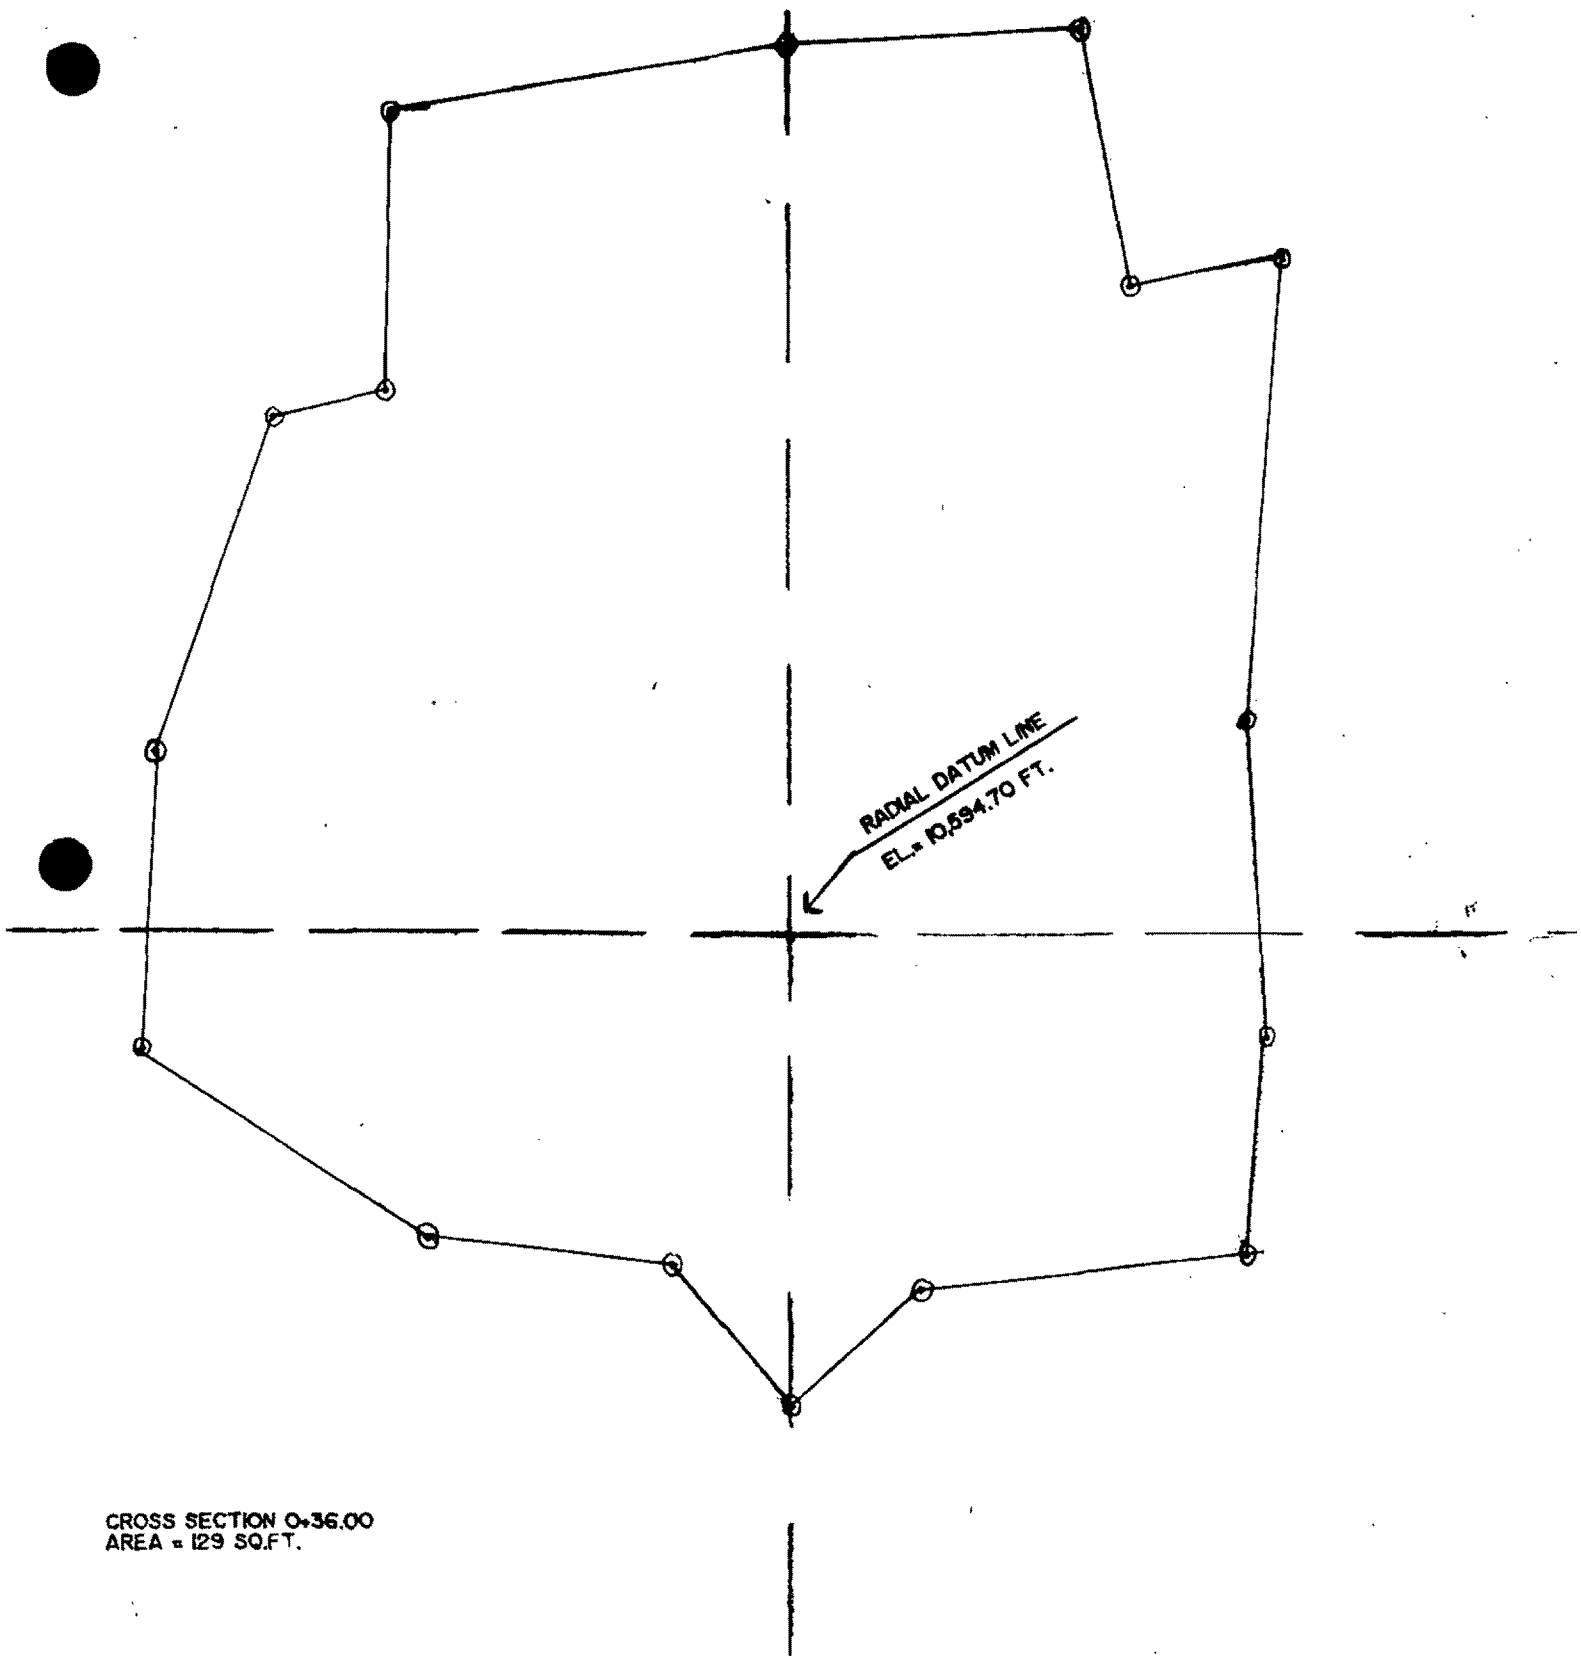 RADIAL DATUM LINE
EL.= 10,594.70 FT.
CROSS SECTION 0+36.00
AREA = 129 SQ.FT.